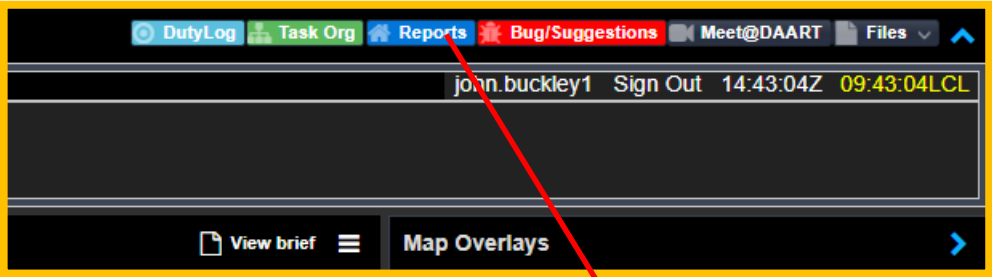 DutyLog Task Org Reports Bug/Suggestions Meet@DAART Files
john.buckley1 Sign Out 14:43:04Z 09:43:04LCL
View brief Map Overlays